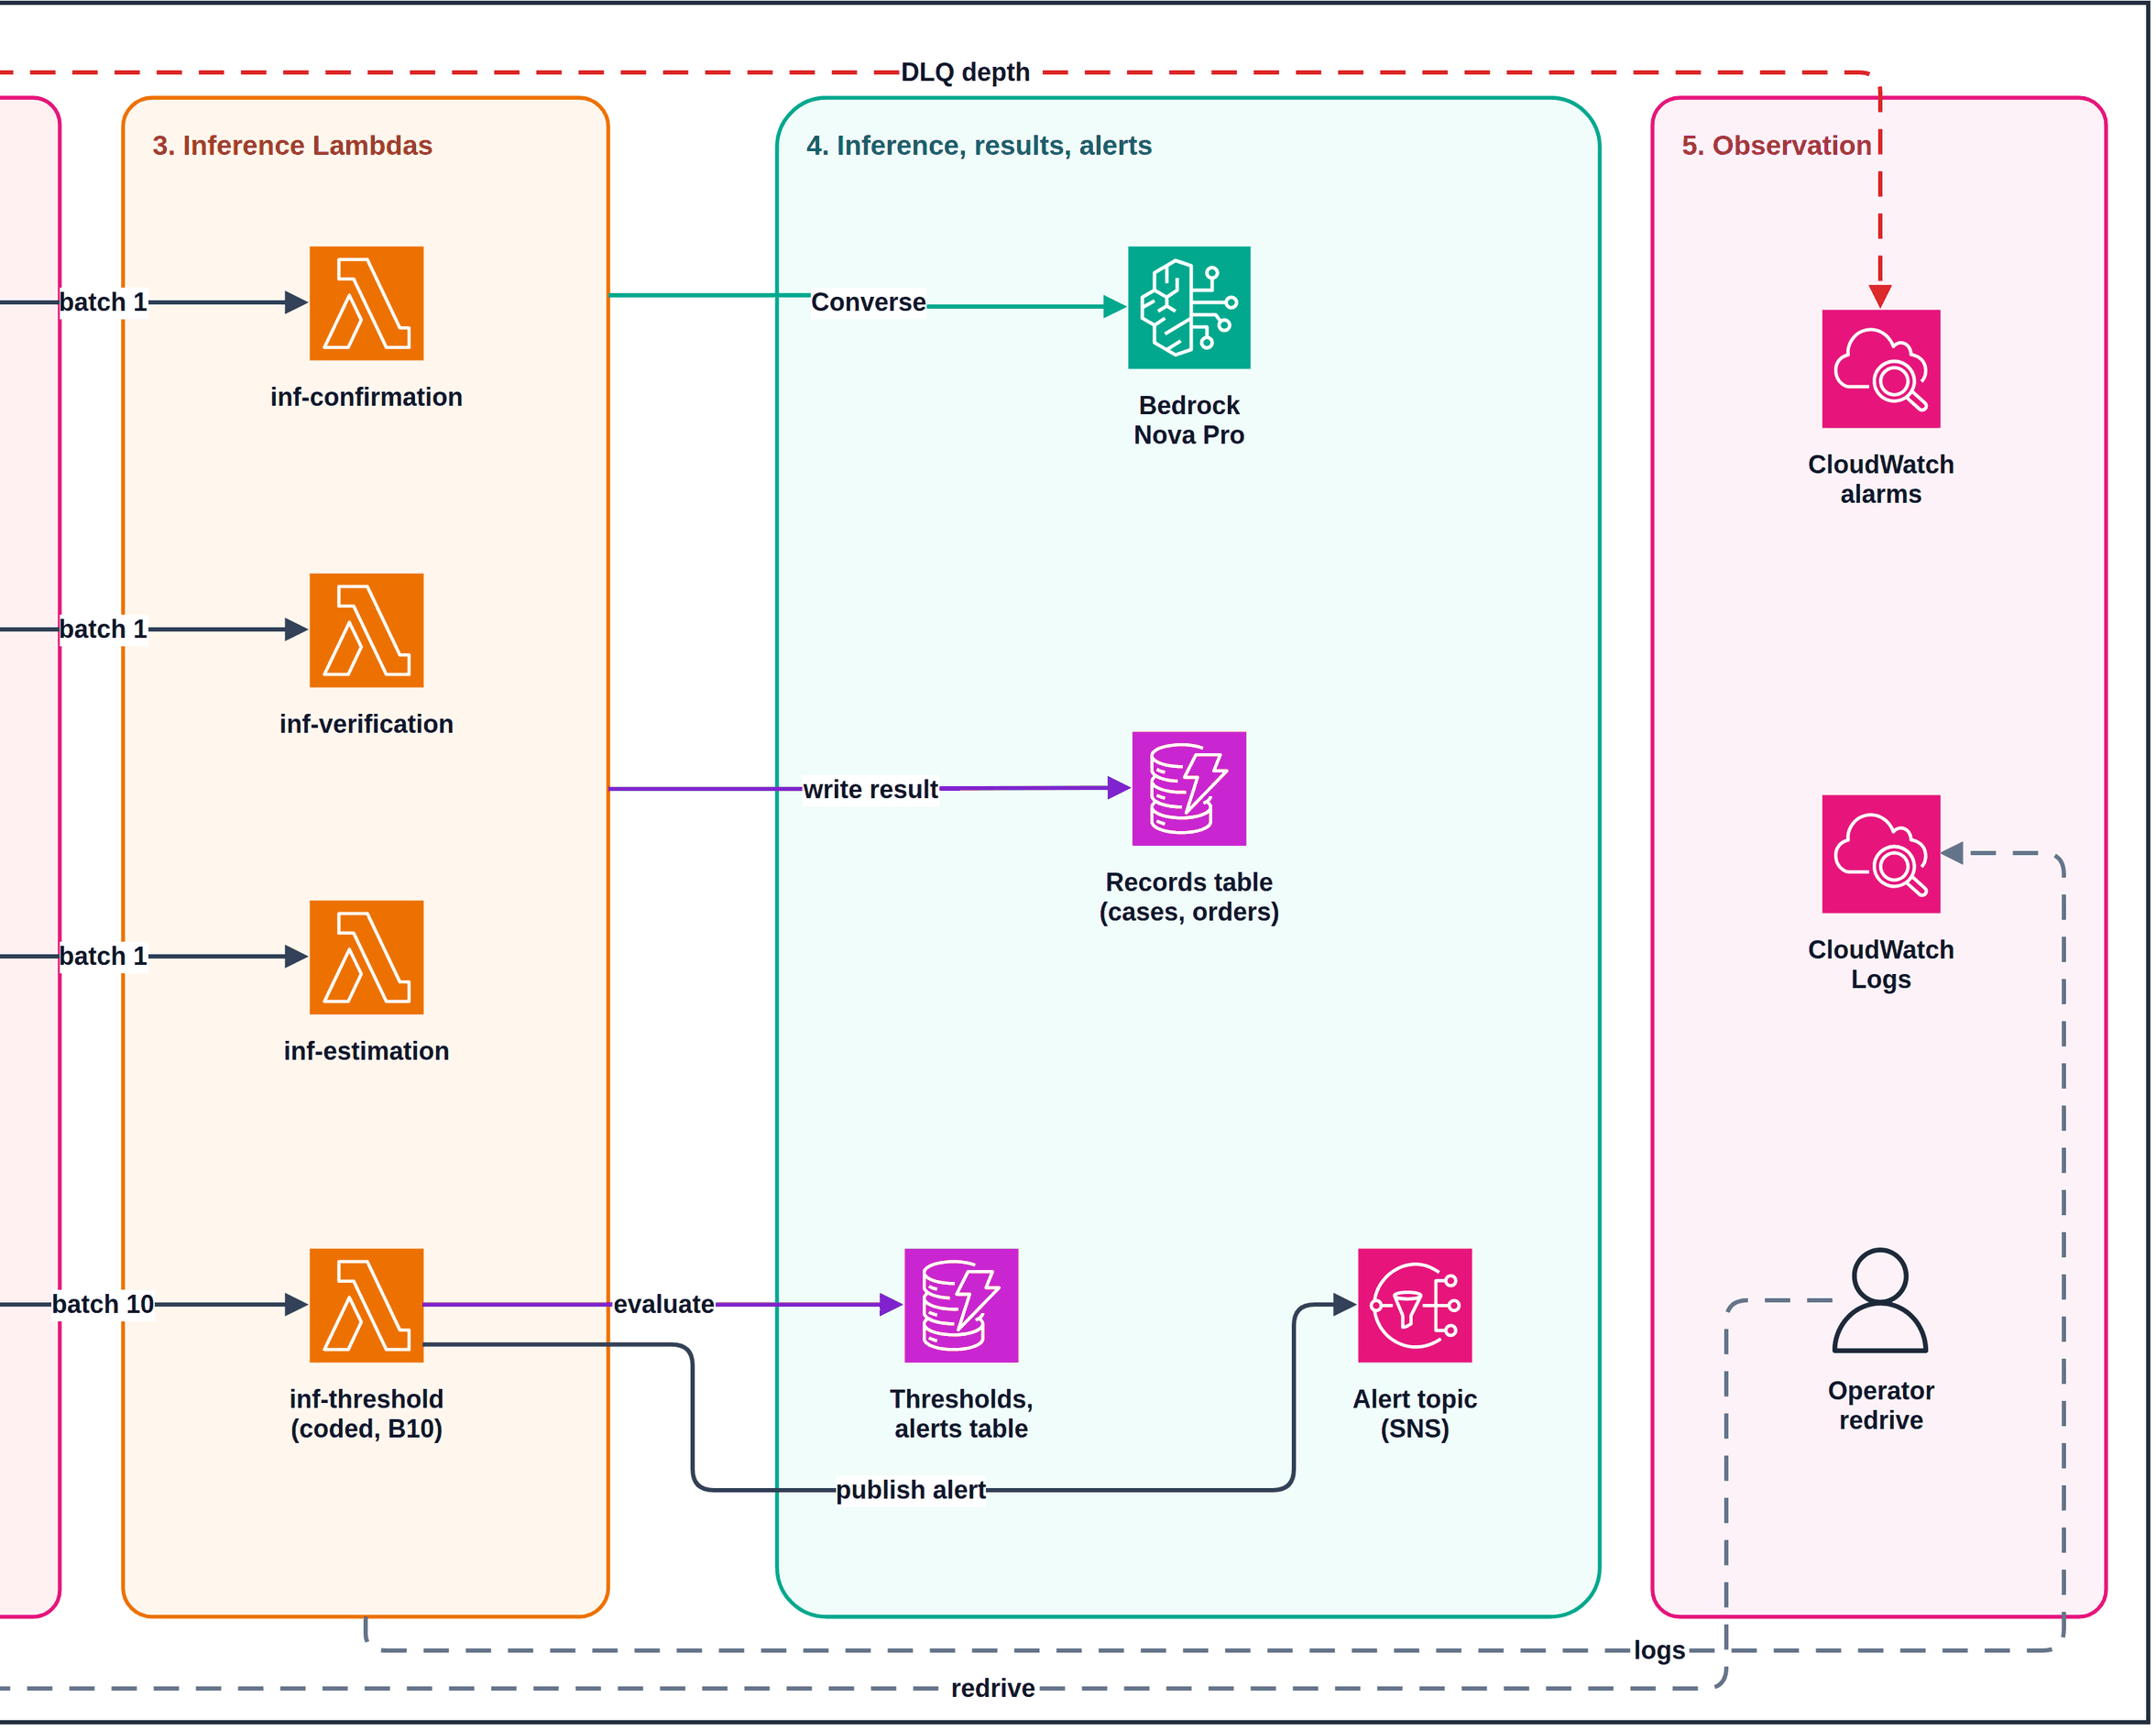 DLQ depth
3. Inference Lambdas
4. Inference, results, alerts
5. Observation
batch 1
Converse
inf-confirmation
Bedrock
Nova Pro
CloudWatch
alarms
batch 1
inf-verification
write result
Records table
(cases, orders)
batch 1
CloudWatch
Logs
inf-estimation
batch 10
evaluate
inf-threshold
(coded, B10)
Thresholds,
alerts table
Alert topic
(SNS)
Operator
redrive
publish alert
logs
redrive